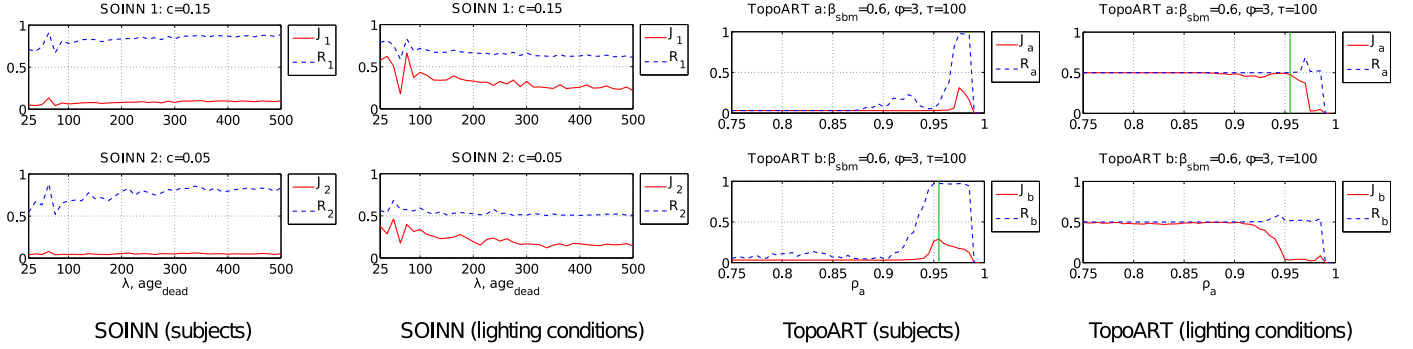 SOINN 1: c=0.15
1
0.5
0
25 100 200 300 400 500
J1
R1
SOINN 2: c=0.05
1
0.5
0
25 100 200 300 400 500
λ, age_dead
J2
R2
SOINN (subjects)
SOINN 1: c=0.15
1
0.5
0
25 100 200 300 400 500
J1
R1
SOINN 2: c=0.05
1
0.5
0
25 100 200 300 400 500
λ, age_dead
J2
R2
SOINN (lighting conditions)
TopoART a:β_sbm=0.6, φ=3, τ=100
1
0.5
0
0.75 0.8 0.85 0.9 0.95 1
Ja
Ra
TopoART b:β_sbm=0.6, φ=3, τ=100
1
0.5
0
0.75 0.8 0.85 0.9 0.95 1
ρ_a
Jb
Rb
TopoART (subjects)
TopoART a:β_sbm=0.6, φ=3, τ=100
1
0.5
0
0.75 0.8 0.85 0.9 0.95 1
Ja
Ra
TopoART b:β_sbm=0.6, φ=3, τ=100
1
0.5
0
0.75 0.8 0.85 0.9 0.95 1
ρ_a
Jb
Rb
TopoART (lighting conditions)